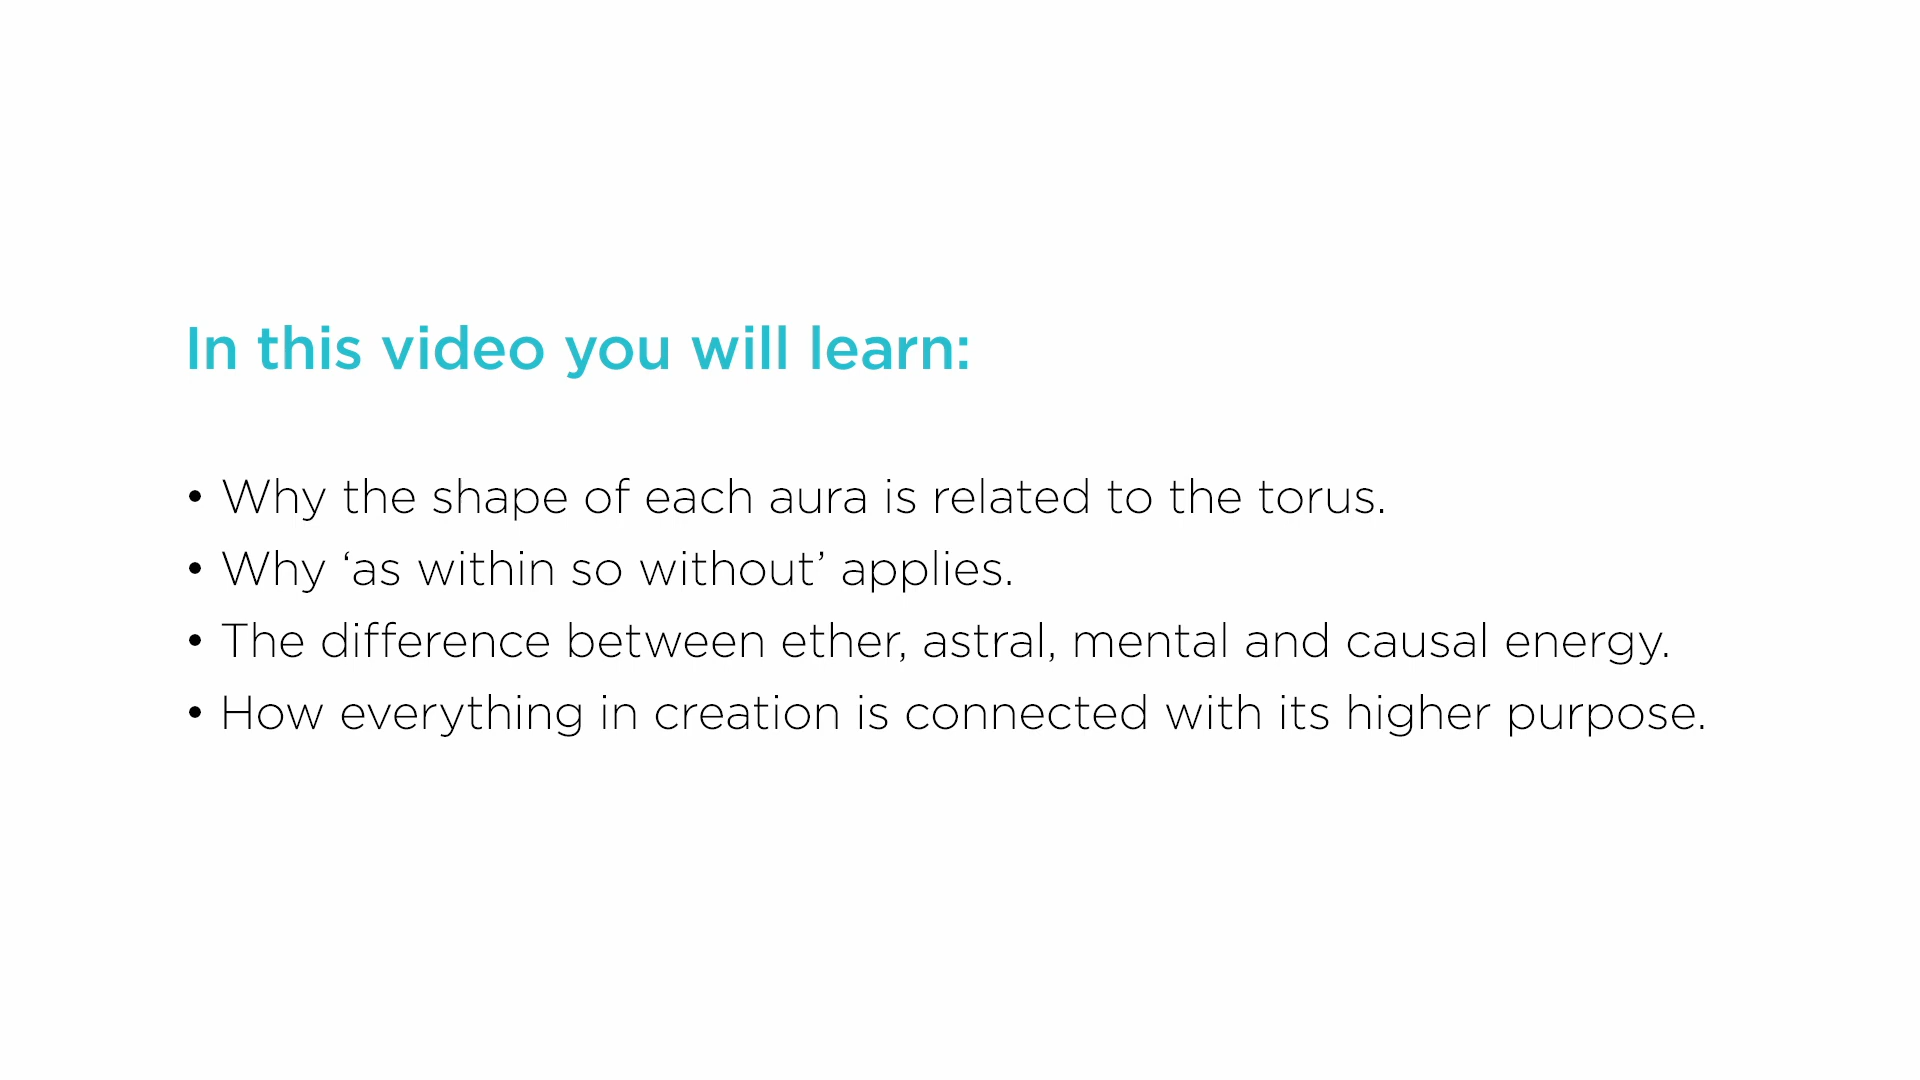 In this video you will learn:
• Why the shape of each aura is related to the torus.
• Why ‘as within so without’ applies.
• The difference between ether, astral, mental and causal energy.
• How everything in creation is connected with its higher purpose.